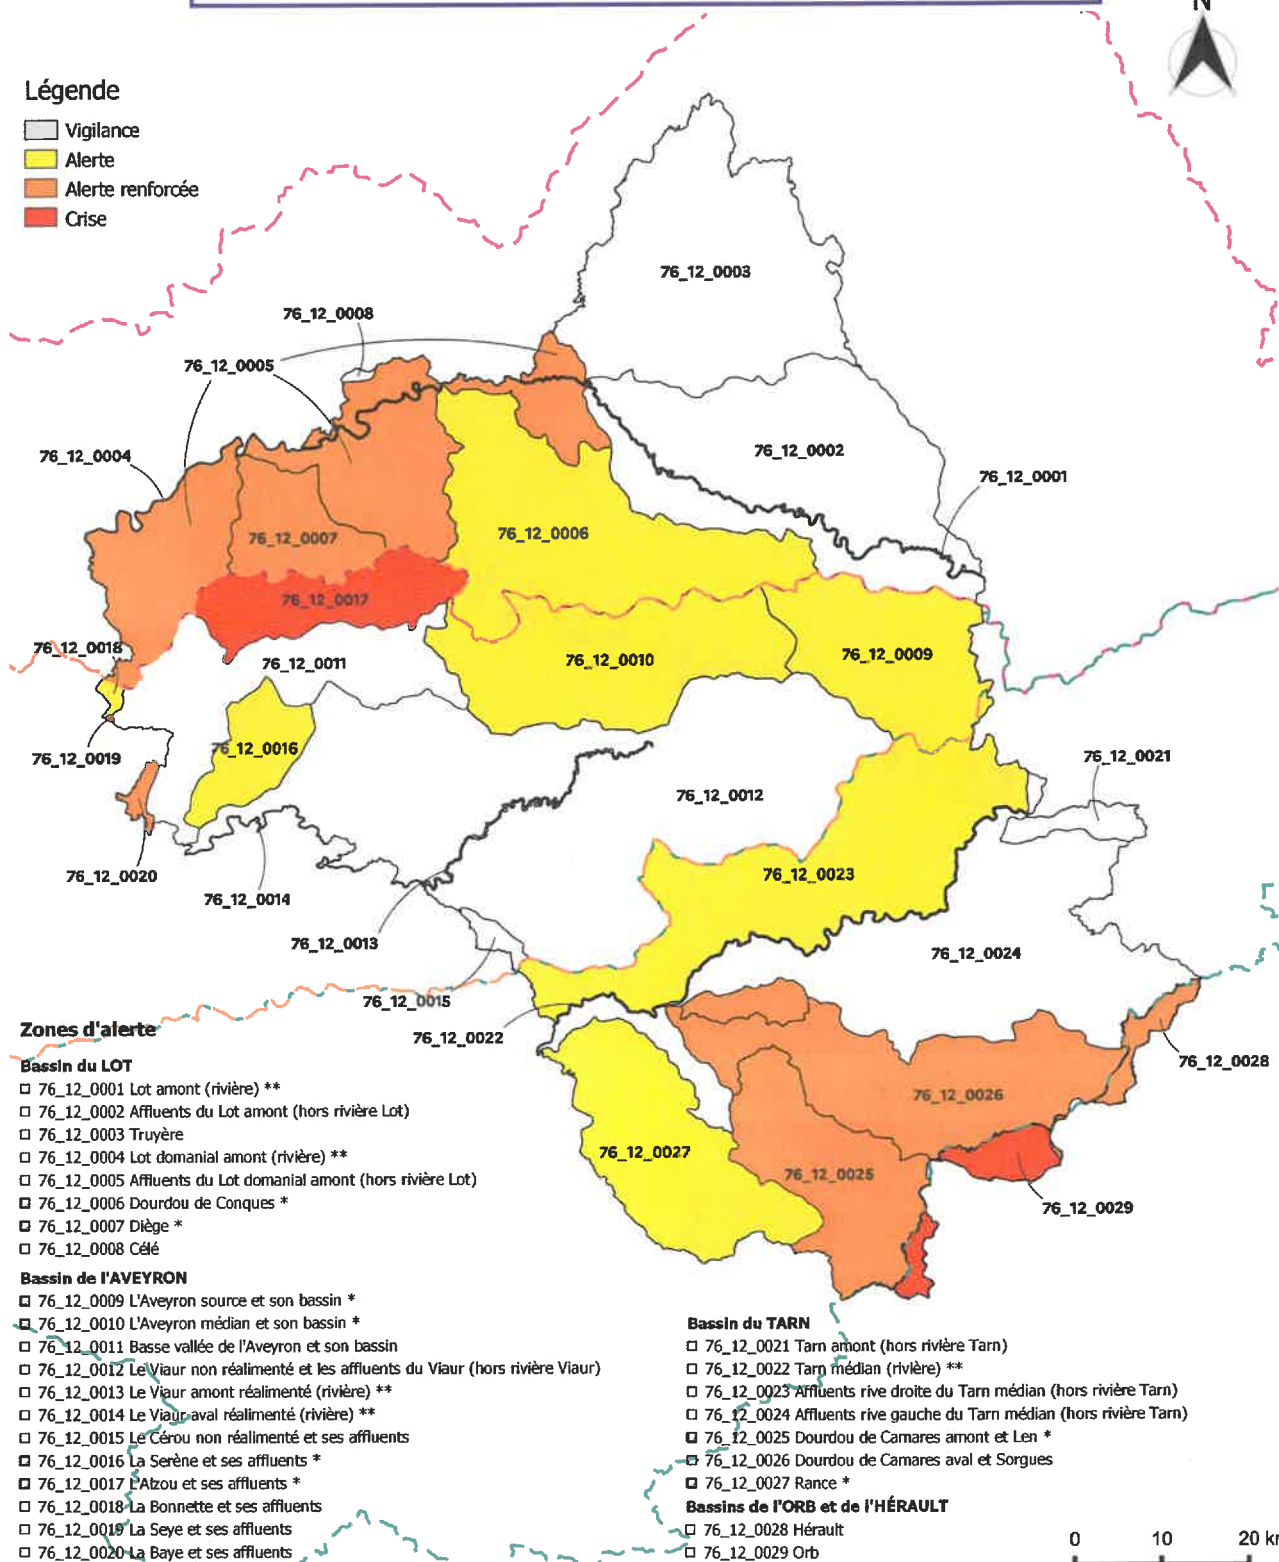 N
Légende
Vigilance
Alerte
Alerte renforcée
Crise
76_12_0003
76_12_0008
76_12_0005
76_12_0002
76_12_0004
76_12_0001
76_12_0006
76_12_0007
76_12_0017
76_12_0018
76_12_0011
76_12_0010
76_12_0009
76_12_0016
76_12_0019
76_12_0021
76_12_0012
76_12_0020
76_12_0023
76_12_0014
76_12_0013
76_12_0024
76_12_0015
76_12_0022
76_12_0028
76_12_0026
76_12_0027
76_12_0025
76_12_0029
Zones d'alerte
Bassin du LOT
76_12_0001 Lot amont (rivière) **
76_12_0002 Affluents du Lot amont (hors rivière Lot)
76_12_0003 Truyère
76_12_0004 Lot domanial amont (rivière) **
76_12_0005 Affluents du Lot domanial amont (hors rivière Lot)
76_12_0006 Dourdou de Conques *
76_12_0007 Diège *
76_12_0008 Célé
Bassin de l'AVEYRON
76_12_0009 L'Aveyron source et son bassin *
76_12_0010 L'Aveyron médian et son bassin *
76_12_0011 Basse vallée de l'Aveyron et son bassin
76_12_0012 Le Viaur non réalimenté et les affluents du Viaur (hors rivière Viaur)
76_12_0013 Le Viaur amont réalimenté (rivière) **
76_12_0014 Le Viaur aval réalimenté (rivière) **
76_12_0015 Le Cérou non réalimenté et ses affluents
76_12_0016 La Serène et ses affluents *
76_12_0017 L'Alzou et ses affluents *
76_12_0018 La Bonnette et ses affluents
76_12_0019 La Seye et ses affluents
76_12_0020 La Baye et ses affluents
Bassin du TARN
76_12_0021 Tarn amont (hors rivière Tarn)
76_12_0022 Tarn médian (rivière) **
76_12_0023 Affluents rive droite du Tarn médian (hors rivière Tarn)
76_12_0024 Affluents rive gauche du Tarn médian (hors rivière Tarn)
76_12_0025 Dourdou de Camares amont et Len *
76_12_0026 Dourdou de Camares aval et Sorgues
76_12_0027 Rance *
Bassins de l'ORB et de l'HÉRAULT
76_12_0028 Hérault
76_12_0029 Orb
0 10 20 km